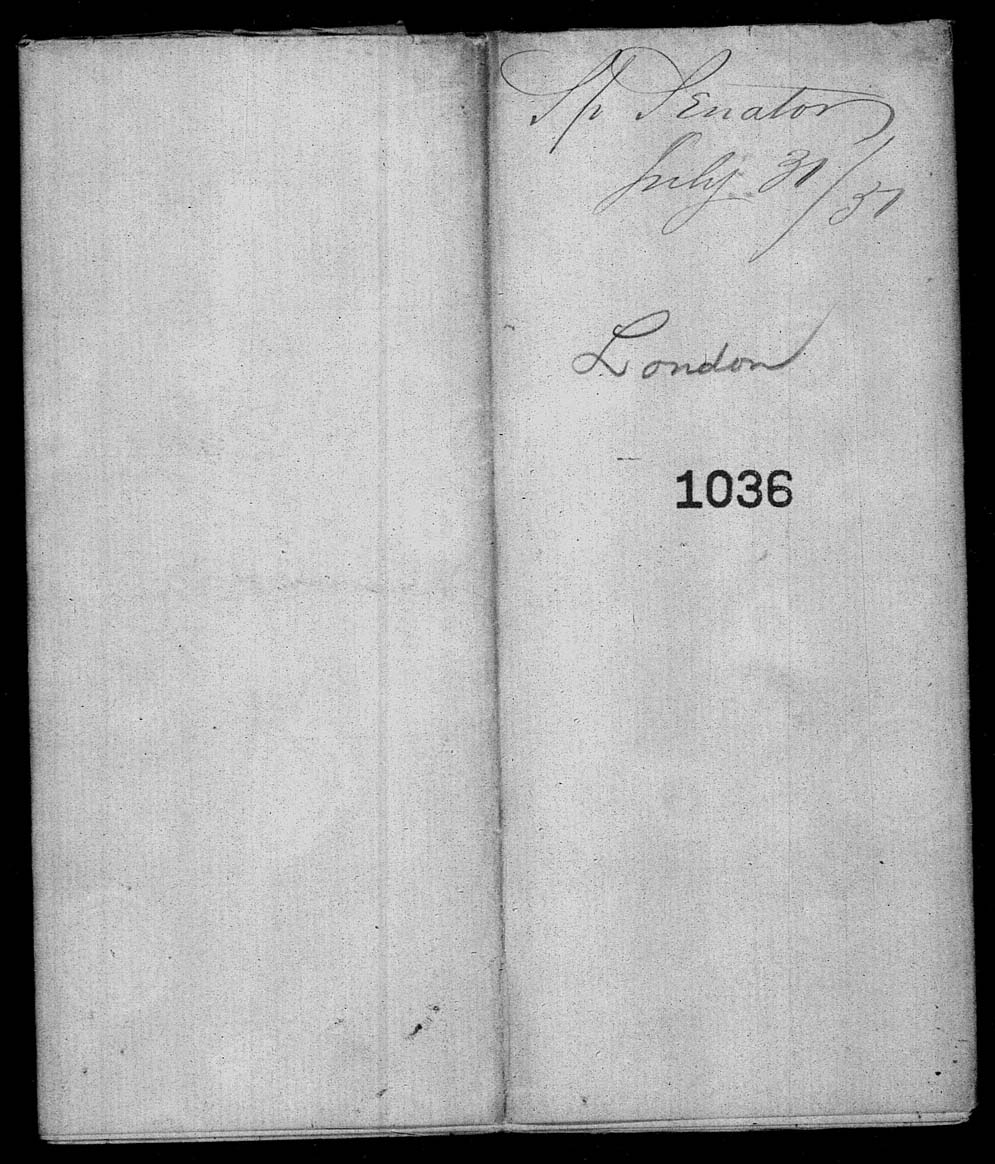 Sp Senator
July 31/51
London
1036